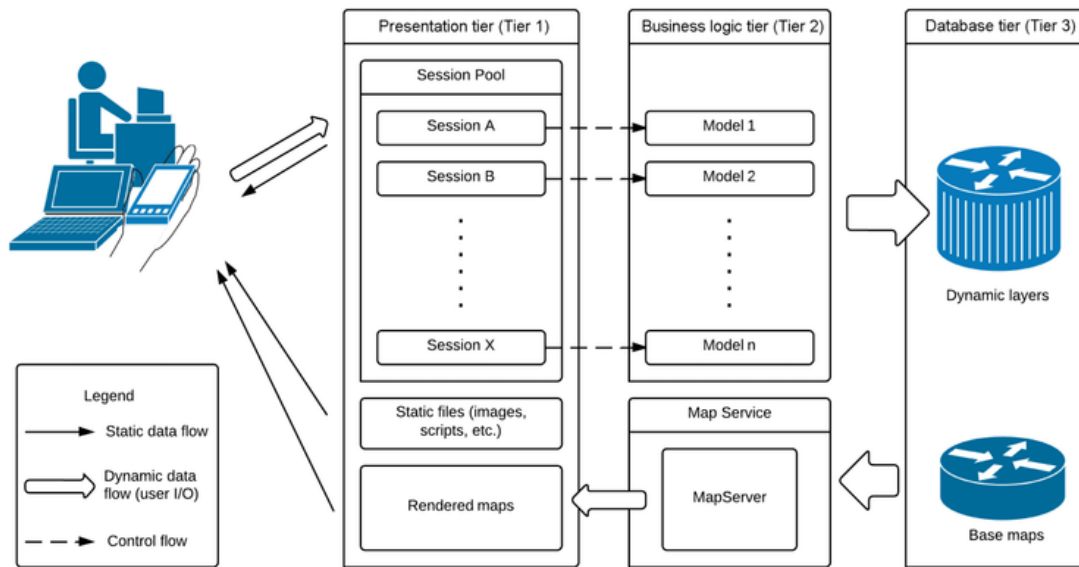 Presentation tier (Tier 1)
Business logic tier (Tier 2)
Database tier (Tier 3)
Session Pool
Session A
Model 1
Session B
Model 2
Dynamic layers
Session X
Model n
Legend
Static data flow
Dynamic data
flow (user I/O)
Control flow
Static files (images,
scripts, etc.)
Map Service
Rendered maps
MapServer
Base maps